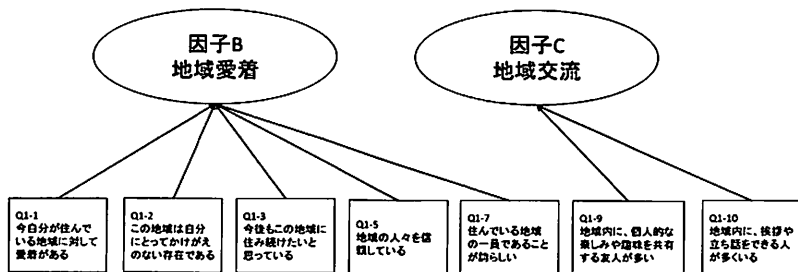 因子B
地域愛着
因子C
地域交流
Q1-1
今自分が住んで
いる地域に対して
愛着がある
Q1-2
この地域は自分
にとってかけがえ
のない存在である
Q1-3
今後もこの地域に
住み続けたいと
思っている
Q1-5
地域の人々を信
頼している
Q1-7
住んでいる地域
の一員であること
が誇らしい
Q1-9
地域内に、個人的な
楽しみや趣味を共有
する友人が多い
Q1-10
地域内に、挨拶や
立ち話をできる人
が多くいる